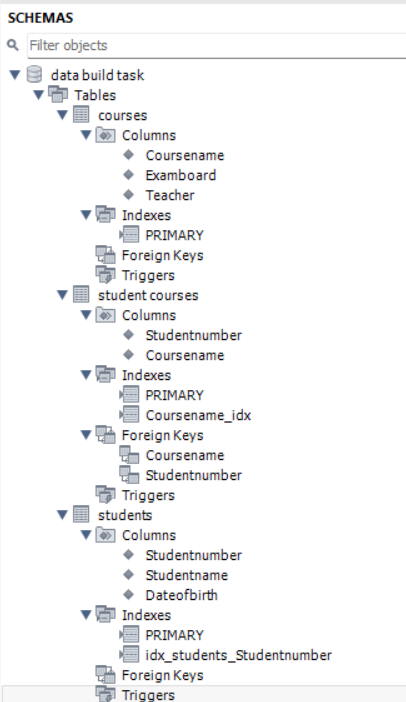 SCHEMAS
Filter objects
data build task
Tables
courses
Columns
Coursename
Examboard
Teacher
Indexes
PRIMARY
Foreign Keys
Triggers
student courses
Columns
Studentnumber
Coursename
Indexes
PRIMARY
Coursename_idx
Foreign Keys
Coursename
Studentnumber
Triggers
students
Columns
Studentnumber
Studentname
Dateofbirth
Indexes
PRIMARY
idx_students_Studentnumber
Foreign Keys
Triggers